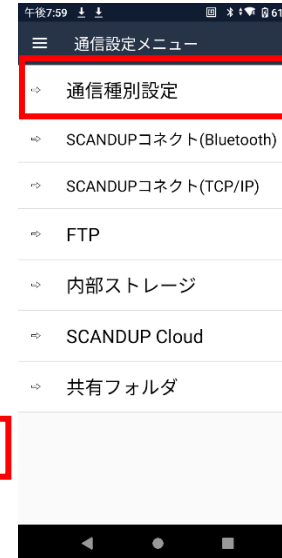 午後7:59 61
通信設定メニュー
通信種別設定
SCANDUPコネクト(Bluetooth)
SCANDUPコネクト(TCP/IP)
FTP
内部ストレージ
SCANDUP Cloud
共有フォルダ